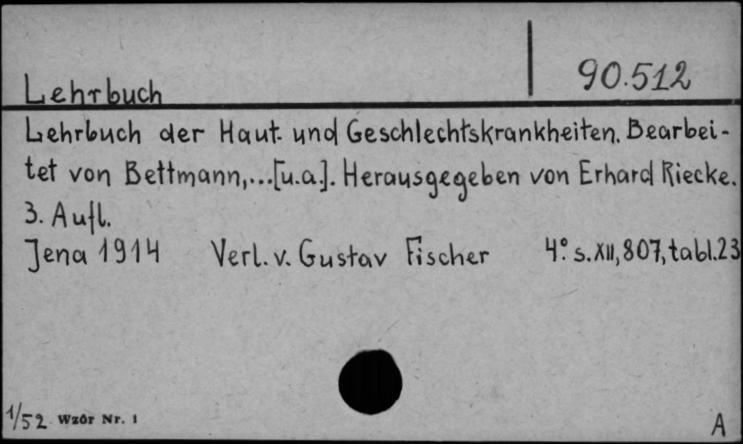 90.512
Lehrbuch
Lehrbuch der Haut- und Geschlechtskrankheiten. Bearbei-
tet von Bettmann,...[u.a.]. Herausgegeben von Erhard Riecke.
3. Aufl.
Jena 1914 Verl. v. Gustav Fischer 4° s.XII,807,tabl.23
1/52 Wzór Nr. 1
A